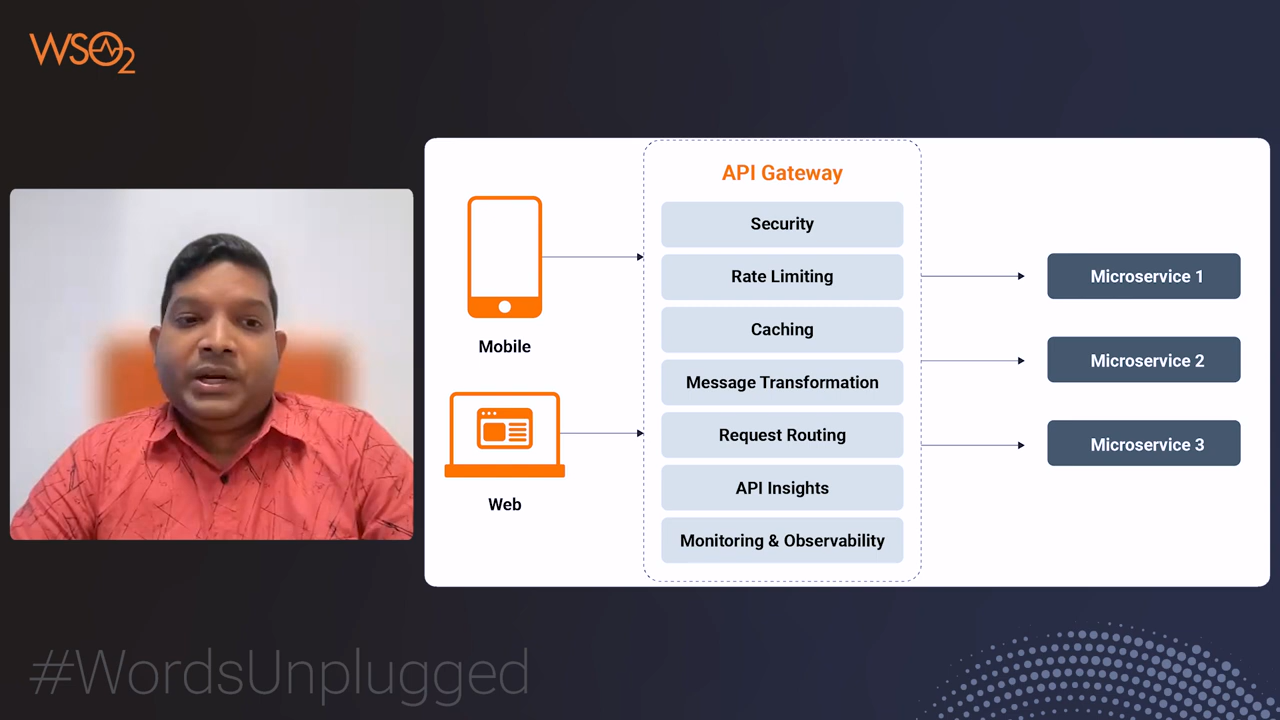 WSO2
API Gateway
Security
Rate Limiting
Caching
Message Transformation
Request Routing
API Insights
Monitoring & Observability
Mobile
Web
Microservice 1
Microservice 2
Microservice 3
#WordsUnplugged